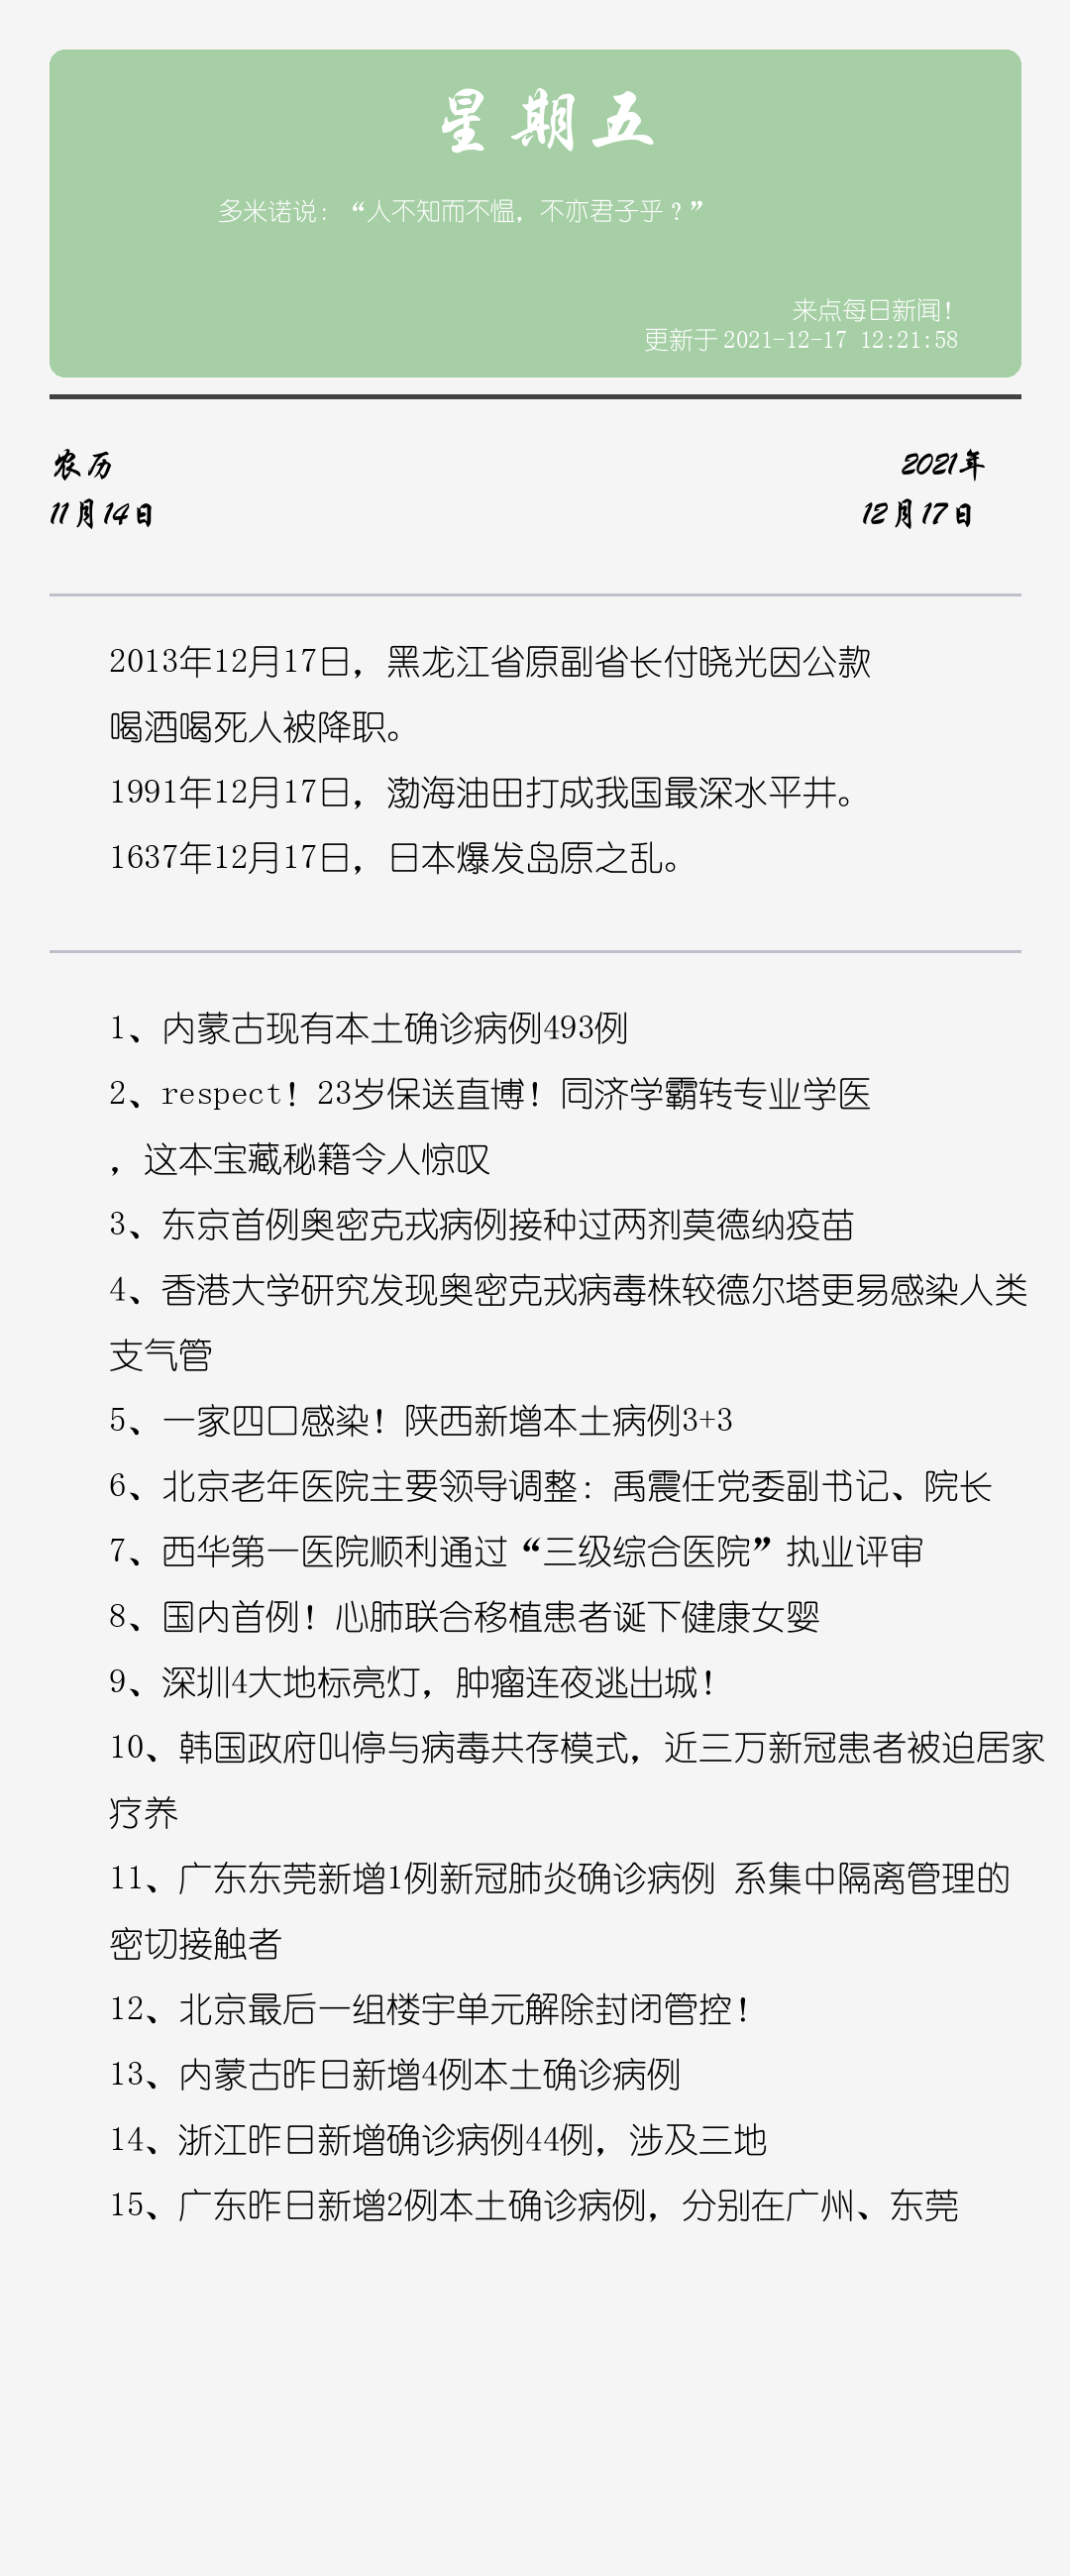 星期五
多米诺说：“人不知而不愠，不亦君子乎？”
来点每日新闻！
更新于2021-12-17 12:21:58
农历
2021年
11月14日
12月17日
2013年12月17日，黑龙江省原副省长付晓光因公款
喝酒喝死人被降职。
1991年12月17日，渤海油田打成我国最深水平井。
1637年12月17日，日本爆发岛原之乱。
1、内蒙古现有本土确诊病例493例
2、respect！23岁保送直博！同济学霸转专业学医
，这本宝藏秘籍令人惊叹
3、东京首例奥密克戎病例接种过两剂莫德纳疫苗
4、香港大学研究发现奥密克戎病毒株较德尔塔更易感染人类
支气管
5、一家四口感染！陕西新增本土病例3+3
6、北京老年医院主要领导调整：禹震任党委副书记、院长
7、西华第一医院顺利通过“三级综合医院”执业评审
8、国内首例！心肺联合移植患者诞下健康女婴
9、深圳4大地标亮灯，肿瘤连夜逃出城！
10、韩国政府叫停与病毒共存模式，近三万新冠患者被迫居家
疗养
11、广东东莞新增1例新冠肺炎确诊病例 系集中隔离管理的
密切接触者
12、北京最后一组楼宇单元解除封闭管控！
13、内蒙古昨日新增4例本土确诊病例
14、浙江昨日新增确诊病例44例，涉及三地
15、广东昨日新增2例本土确诊病例，分别在广州、东莞